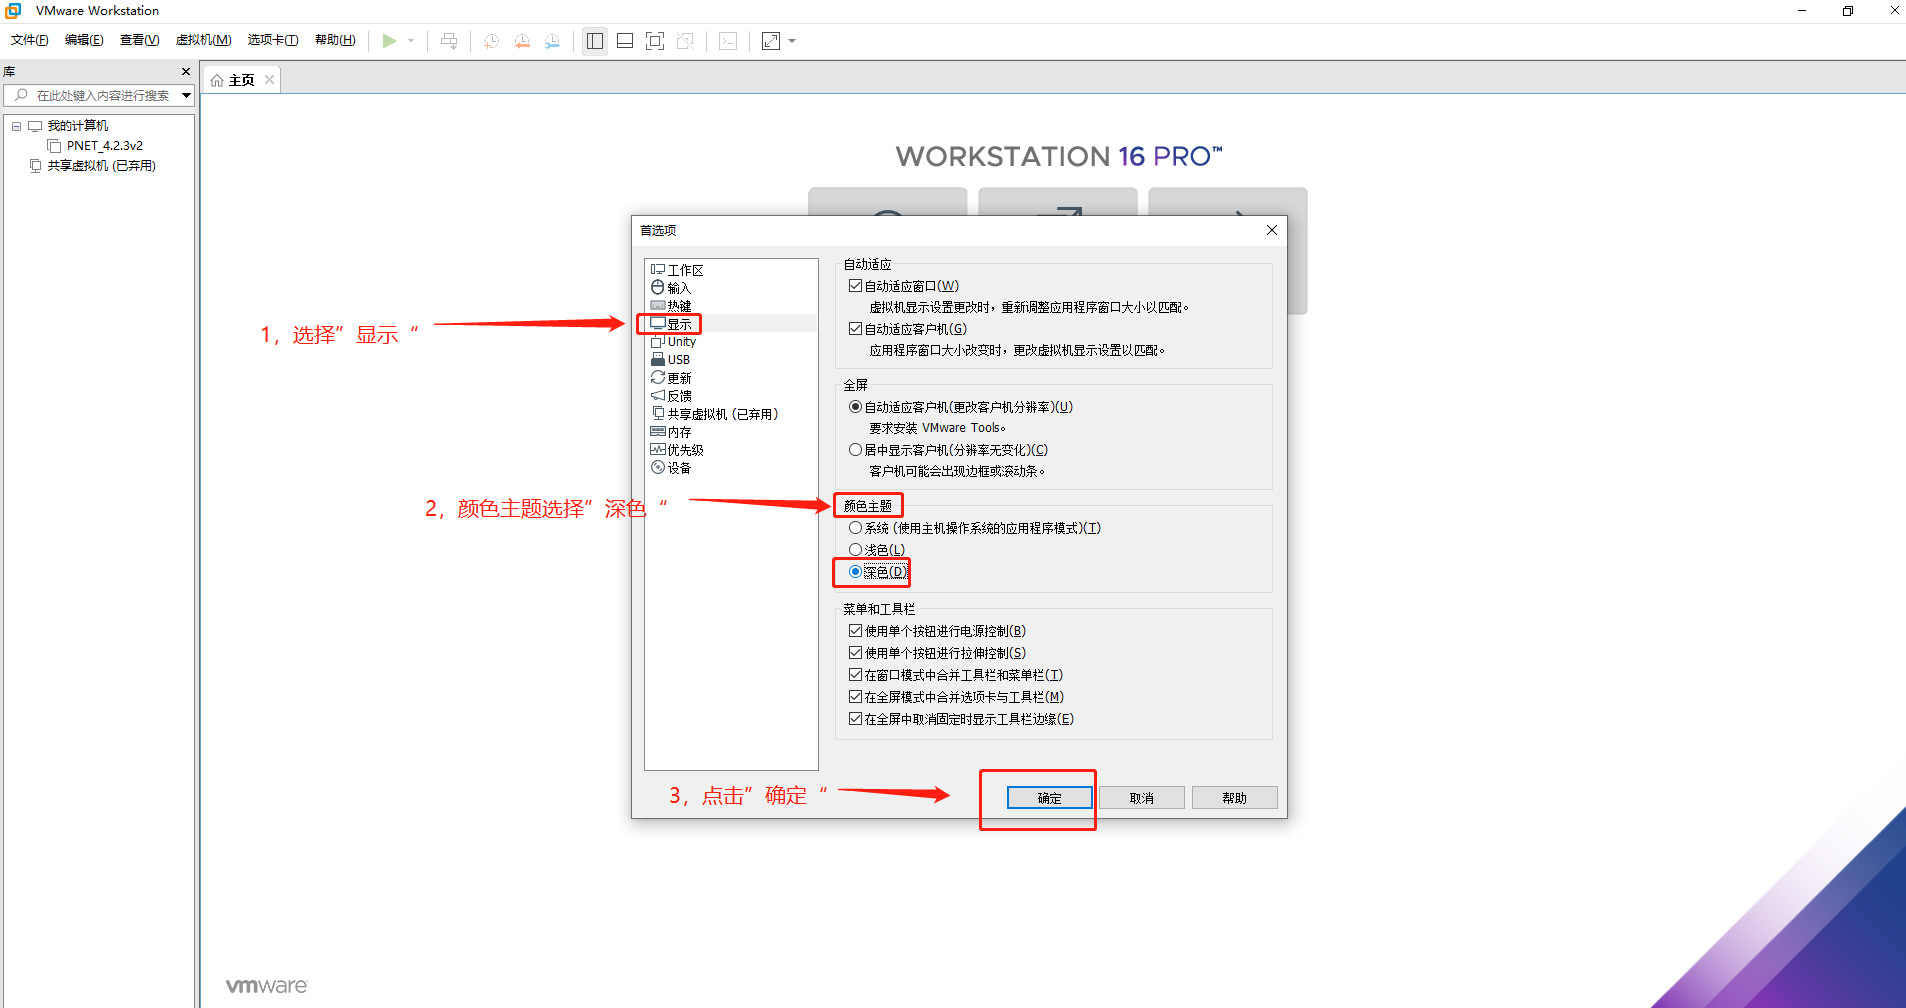 VMware Workstation
文件(F) 编辑(E) 查看(V) 虚拟机(M) 选项卡(T) 帮助(H)
库
主页
在此处键入内容进行搜索
我的计算机
PNET_4.2.3v2
共享虚拟机 (已弃用)
WORKSTATION 16 PRO™
首选项
工作区
输入
热键
显示
Unity
USB
更新
反馈
共享虚拟机 (已弃用)
内存
优先级
设备
自动适应
自动适应窗口(W)
虚拟机显示设置更改时，重新调整应用程序窗口大小以匹配。
自动适应客户机(G)
应用程序窗口大小改变时，更改虚拟机显示设置以匹配。
全屏
自动适应客户机(更改客户机分辨率)(U)
要求安装 VMware Tools。
居中显示客户机(分辨率无变化)(C)
客户机可能会出现边框或滚动条。
颜色主题
系统 (使用主机操作系统的应用程序模式)(T)
浅色(L)
深色(D)
菜单和工具栏
使用单个按钮进行电源控制(B)
使用单个按钮进行拉伸控制(S)
在窗口模式中合并工具栏和菜单栏(T)
在全屏模式中合并选项卡与工具栏(M)
在全屏中取消固定时显示工具栏边缘(E)
确定 取消 帮助
1，选择”显示“
2，颜色主题选择”深色“
3，点击”确定“
vmware